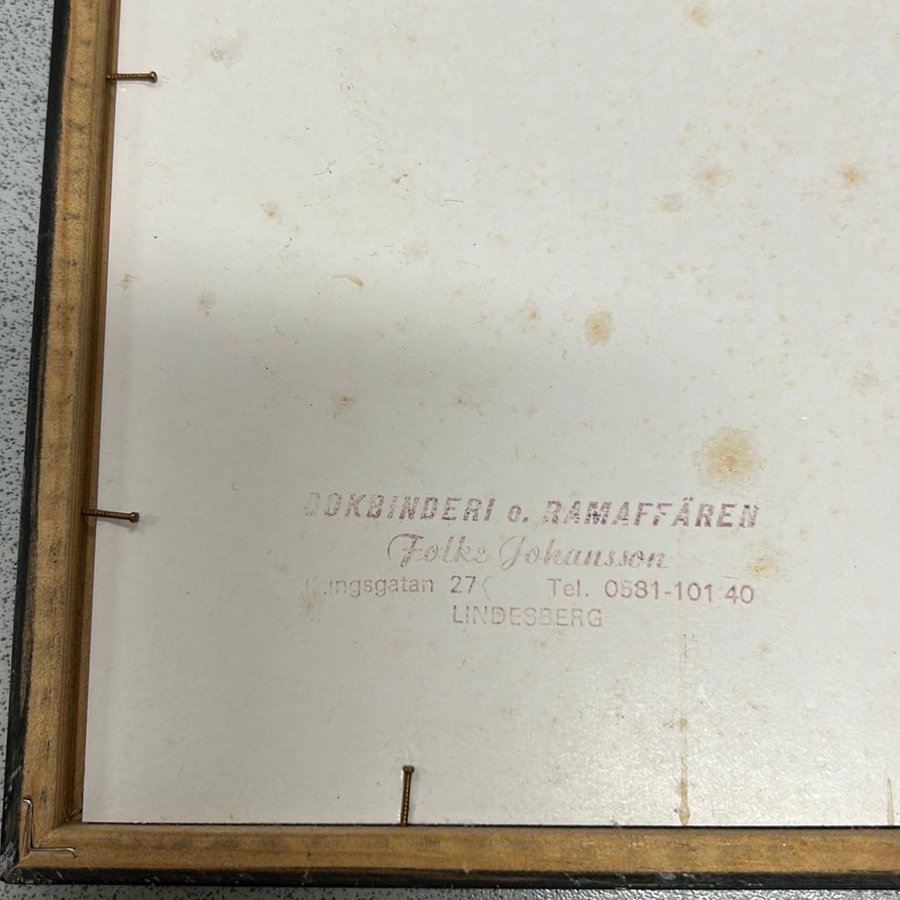 BOKBINDERI o. RAMAFFÄREN
Folke Johansson
Kungsgatan 27 Tel. 0581-101 40
LINDESBERG